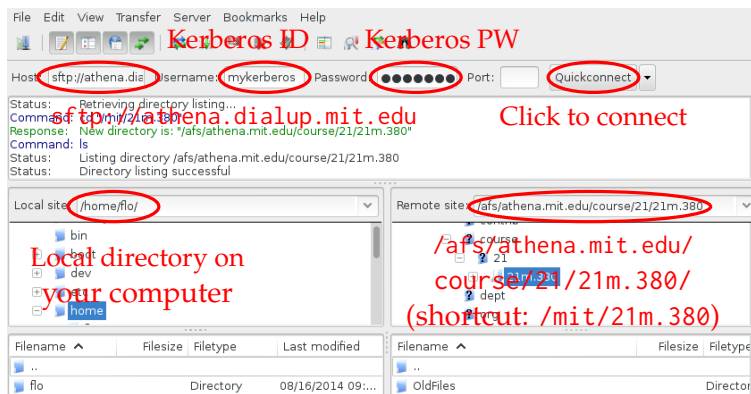 File Edit View Transfer Server Bookmarks Help
Kerberos ID
Kerberos PW
Host: sftp://athena.dia Username: mykerberos Password: ●●●●●●● Port: Quickconnect
Status: Retrieving directory listing...
Command: cd "/mit/21m.380"
Response: New directory is: "/afs/athena.mit.edu/course/21/21m.380"
Command: ls
Status: Listing directory /afs/athena.mit.edu/course/21/21m.380
Status: Directory listing successful
sftp://athena.dialup.mit.edu
Click to connect
Local site: /home/flo/
bin
boot
dev
etc
home
Local directory on
your computer
Remote site: /afs/athena.mit.edu/course/21/21m.380
contrib
? course
? 21
21m.380
? dept
? org
/afs/athena.mit.edu/
course/21/21m.380/
(shortcut: /mit/21m.380)
Filename Filesize Filetype Last modified
..
flo Directory 08/16/2014 09:...
Filename Filesize Filetype
..
OldFiles Director